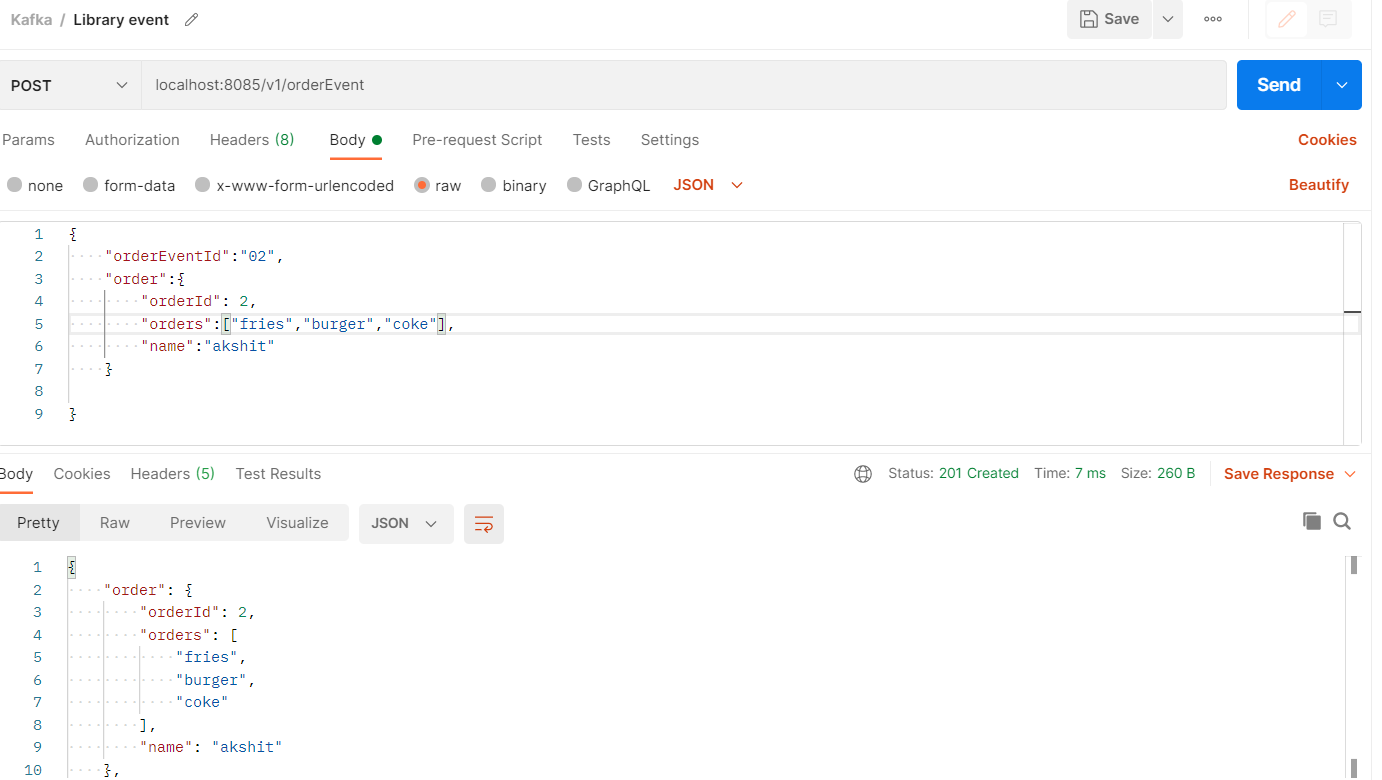 Kafka / Library event
Save
POST localhost:8085/v1/orderEvent Send
Params Authorization Headers (8) Body Pre-request Script Tests Settings Cookies
none form-data x-www-form-urlencoded raw binary GraphQL JSON Beautify
1 {
2 "orderEventId":"02",
3 "order":{
4 "orderId": 2,
5 "orders":["fries","burger","coke"],
6 "name":"akshit"
7 }
8
9 }
Body Cookies Headers (5) Test Results Status: 201 Created Time: 7 ms Size: 260 B Save Response
Pretty Raw Preview Visualize JSON
1 {
2 "order": {
3 "orderId": 2,
4 "orders": [
5 "fries",
6 "burger",
7 "coke"
8 ],
9 "name": "akshit"
10 },